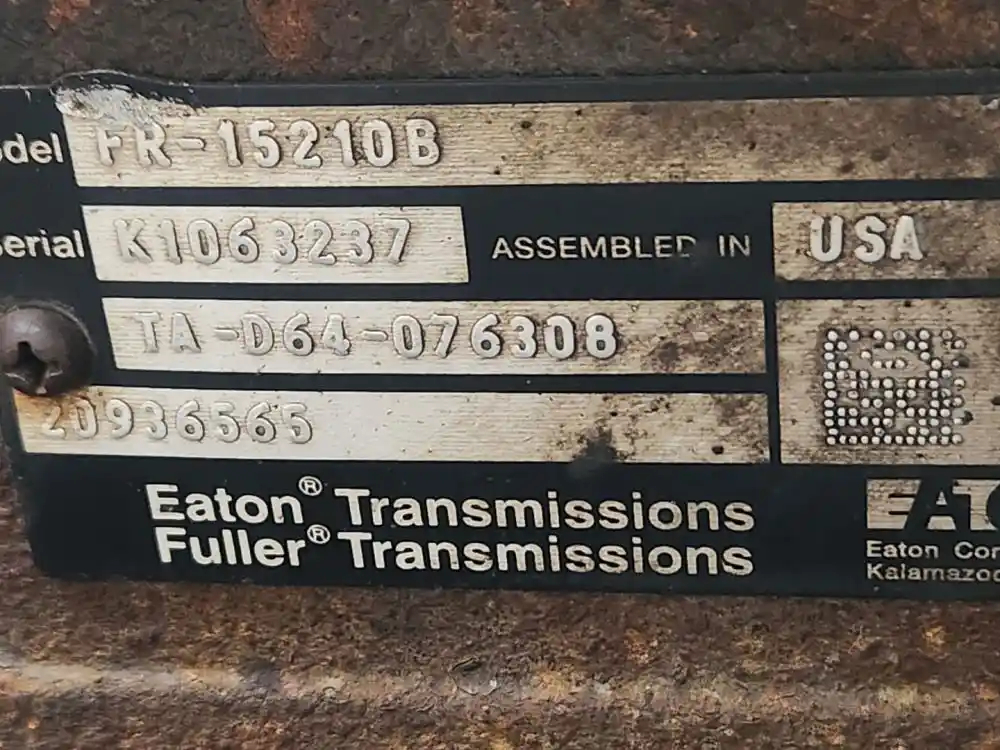 odel FR-15210B
erial K1063237 ASSEMBLED IN USA
TA-D64-076308
20936565
Eaton® Transmissions
Fuller® Transmissions
EATO
Eaton Cor
Kalamazoo